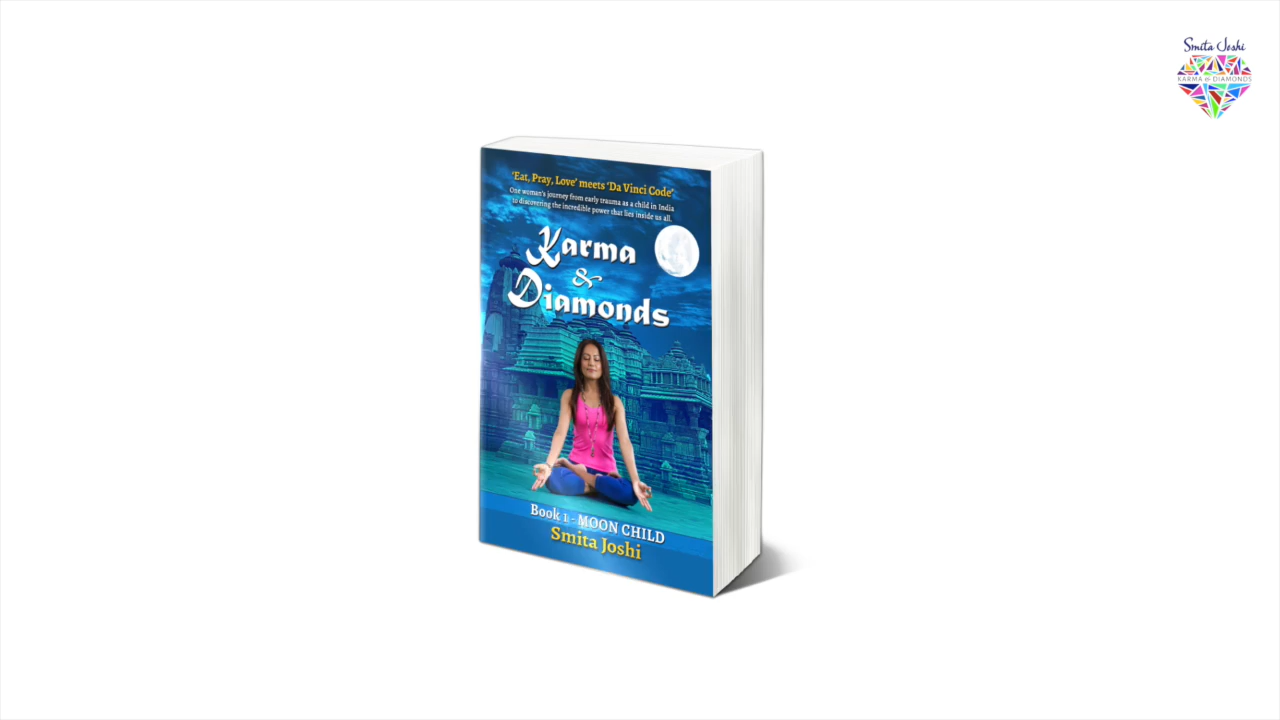 Smita Joshi
KARMA & DIAMONDS
'Eat, Pray, Love' meets 'Da Vinci Code'
One woman's journey from early trauma as a child in India
to discovering the incredible power that lies inside us all.
Karma
&
Diamonds
Book 1 - MOON CHILD
Smita Joshi